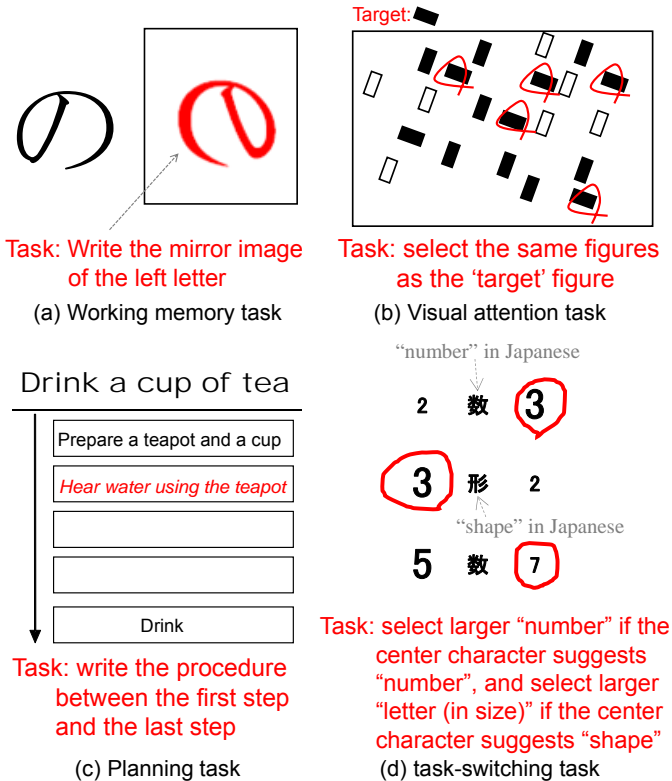 の
Task: Write the mirror image
of the left letter
(a) Working memory task
Target:
Task: select the same figures
as the ‘target’ figure
(b) Visual attention task
Drink a cup of tea
Prepare a teapot and a cup
Hear water using the teapot
Drink
Task: write the procedure
between the first step
and the last step
(c) Planning task
“number” in Japanese
2 数 3
3 形 2
“shape” in Japanese
5 数 7
Task: select larger “number” if the
center character suggests
“number”, and select larger
“letter (in size)” if the center
character suggests “shape”
(d) task-switching task